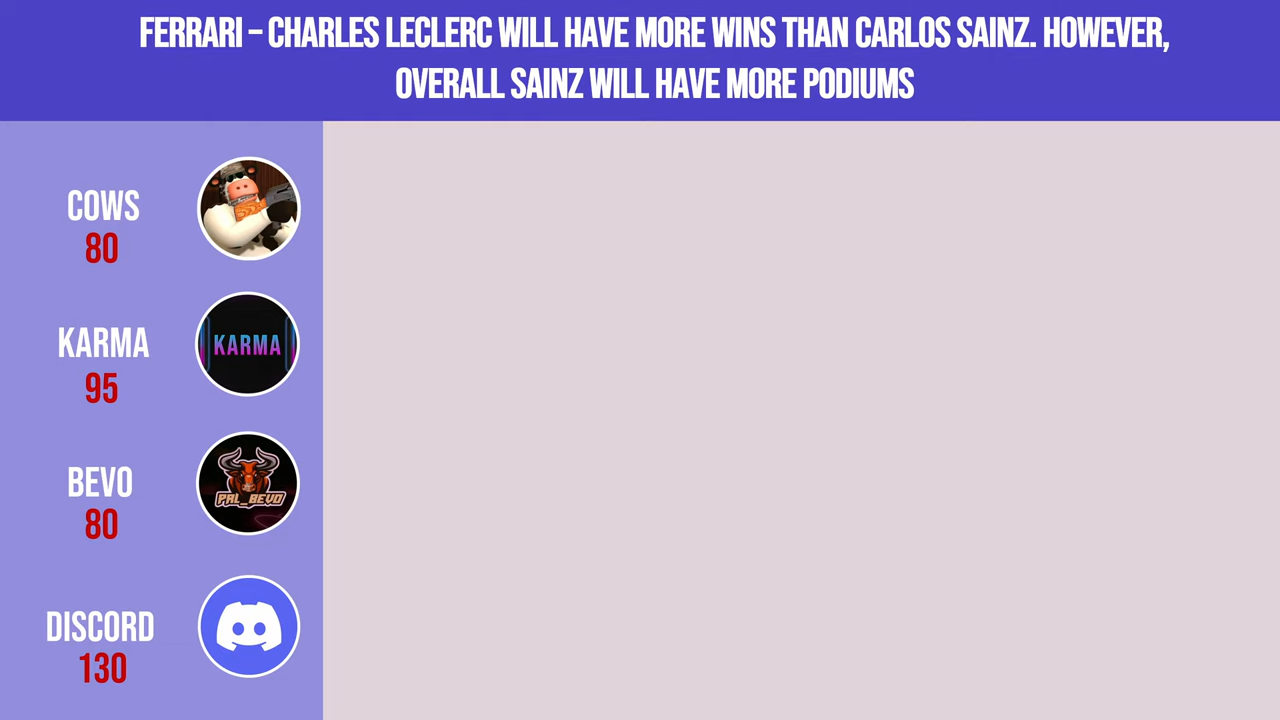 FERRARI – CHARLES LECLERC WILL HAVE MORE WINS THAN CARLOS SAINZ. HOWEVER,
OVERALL SAINZ WILL HAVE MORE PODIUMS
COWS
80
KARMA
95
KARMA
BEVO
80
PRL_BEVO
DISCORD
130